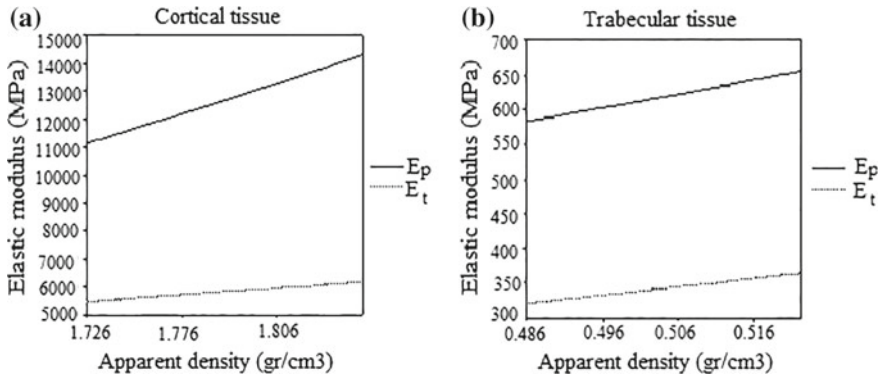 (a) Cortical tissue
Elastic modulus (MPa)
15000
14000
13000
12000
11000
10000
9000
8000
7000
6000
5000
1.726 1.776 1.806
Apparent density (gr/cm3)
Ep
Et
(b) Trabecular tissue
Elastic modulus (MPa)
700
650
600
550
500
450
400
350
300
0.486 0.496 0.506 0.516
Apparent density (gr/cm3)
Ep
Et